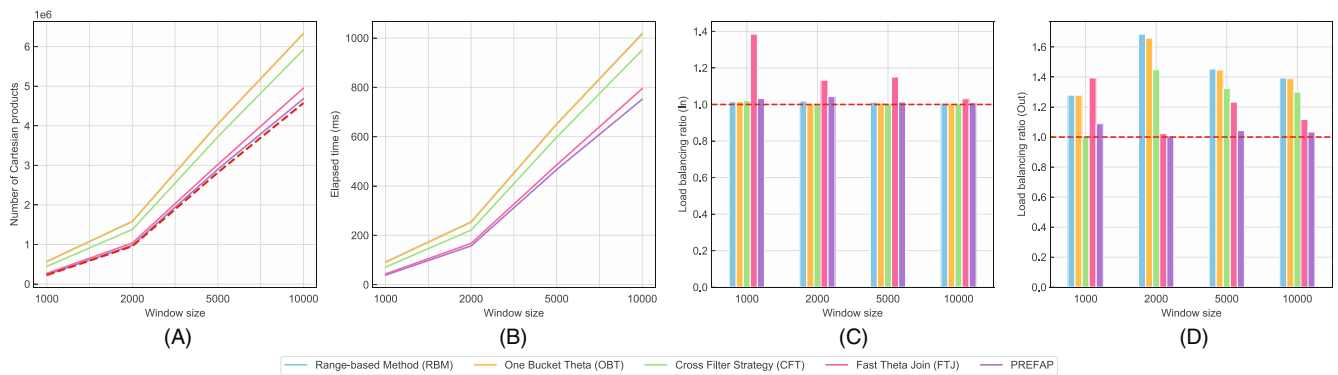 1e6
Number of Cartesian products
6
5
4
3
2
1
0
1000 2000 5000 10000
Window size
(A)
Elapsed time (ms)
1000
800
600
400
200
0
1000 2000 5000 10000
Window size
(B)
Load balancing ratio (In)
1.4
1.2
1.0
0.8
0.6
0.4
0.2
0.0
1000 2000 5000 10000
Window size
(C)
Load balancing ratio (Out)
1.6
1.4
1.2
1.0
0.8
0.6
0.4
0.2
0.0
1000 2000 5000 10000
Window size
(D)
Range-based Method (RBM) One Bucket Theta (OBT) Cross Filter Strategy (CFT) Fast Theta Join (FTJ) PREFAP